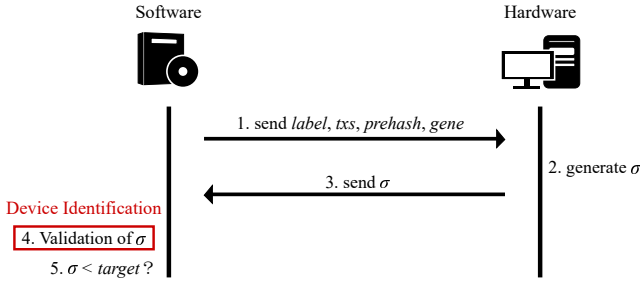 Software
Hardware
1. send label, txs, prehash, gene
2. generate σ
3. send σ
Device Identification
4. Validation of σ
5. σ < target ?